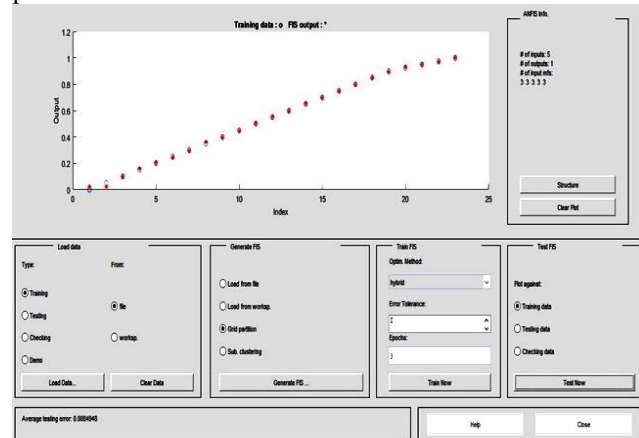 Training data : o   FIS output : *
1.2
1
0.8
0.6
0.4
0.2
0
Output
0 5 10 15 20 25
Index
ANFIS Info.
# of inputs: 5
# of outputs: 1
# of input mfs:
3 3 3 3 3
Structure
Clear Plot
Load data
Type:
From:
Training
Testing
Checking
Demo
file
worksp.
Load Data...
Clear Data
Generate FIS
Load from file
Load from worksp.
Grid partition
Sub. clustering
Generate FIS ...
Train FIS
Optim. Method:
hybrid
Error Tolerance:
Epochs:
3
Train Now
Test FIS
Plot against:
Training data
Testing data
Checking data
Test Now
Average testing error: 0.0084948
Help
Close